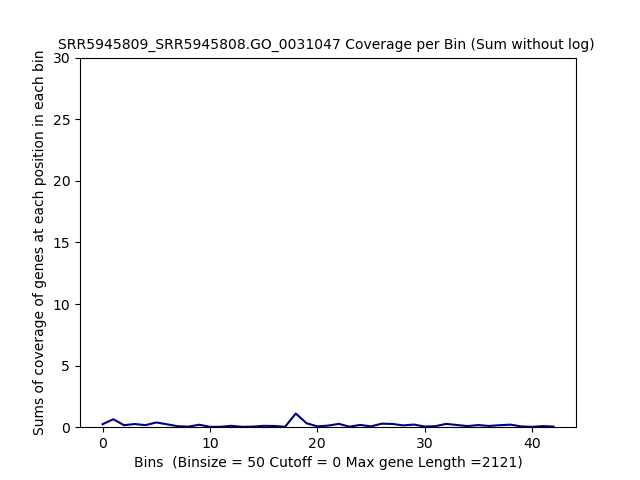 SRR5945809_SRR5945808.GO_0031047 Coverage per Bin (Sum without log)
Sums of coverage of genes at each position in each bin
30
25
20
15
10
5
0
0 10 20 30 40
Bins  (Binsize = 50 Cutoff = 0 Max gene Length =2121)